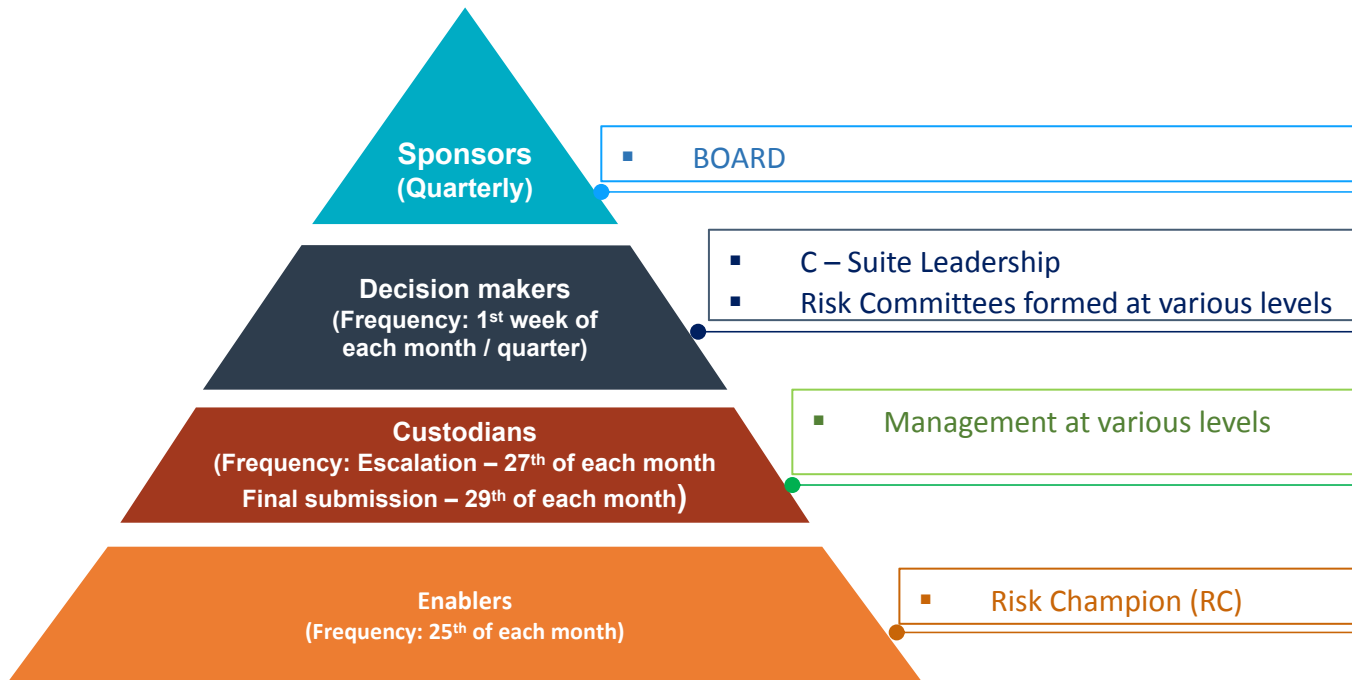 Sponsors
(Quarterly)
▪ BOARD
Decision makers
(Frequency: 1st week of
each month / quarter)
▪ C – Suite Leadership
▪ Risk Committees formed at various levels
Custodians
(Frequency: Escalation – 27th of each month
Final submission – 29th of each month)
▪ Management at various levels
Enablers
(Frequency: 25th of each month)
▪ Risk Champion (RC)